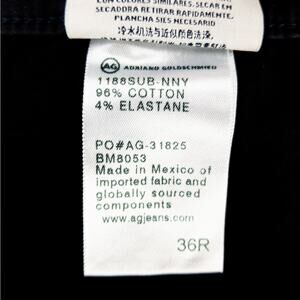 CON COLORES SIMILARES. SECAR EN
SECADORA RETIRAR RAPIDAMENTE.
PLANCHA SIES NECESARIO
冷水机洗与近似颜色洗涤,
AG ADRIANO GOLDSCHMIED
1188SUB-NNY
96% COTTON
4% ELASTANE
PO#AG-31825
BM8053
Made in Mexico of
imported fabric and
globally sourced
components
www.agjeans.com
36R